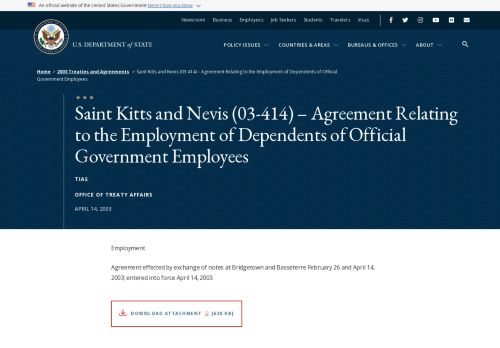 An official website of the United States Government Here's how you know
Newsroom Business Employees Job Seekers Students Travelers Visas
U.S. DEPARTMENT of STATE
POLICY ISSUES COUNTRIES & AREAS BUREAUS & OFFICES ABOUT
Home > 2003 Treaties and Agreements > Saint Kitts and Nevis (03-414) – Agreement Relating to the Employment of Dependents of Official
Government Employees
Saint Kitts and Nevis (03-414) – Agreement Relating
to the Employment of Dependents of Official
Government Employees
TIAS
OFFICE OF TREATY AFFAIRS
APRIL 14, 2003
Employment
Agreement effected by exchange of notes at Bridgetown and Basseterre February 26 and April 14,
2003; entered into force April 14, 2003.
DOWNLOAD ATTACHMENT [639 KB]